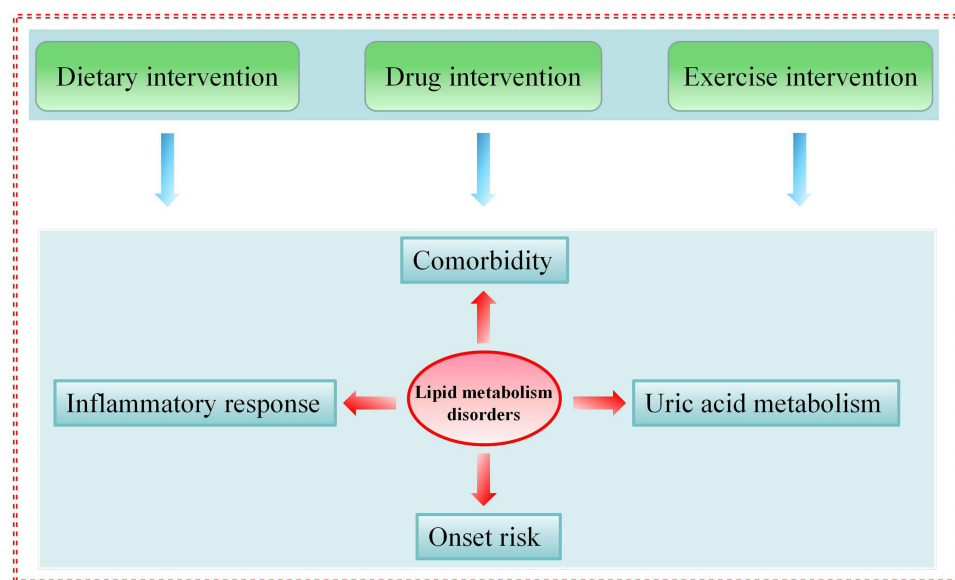 Dietary intervention
Drug intervention
Exercise intervention
Comorbidity
Inflammatory response
Lipid metabolism
disorders
Uric acid metabolism
Onset risk